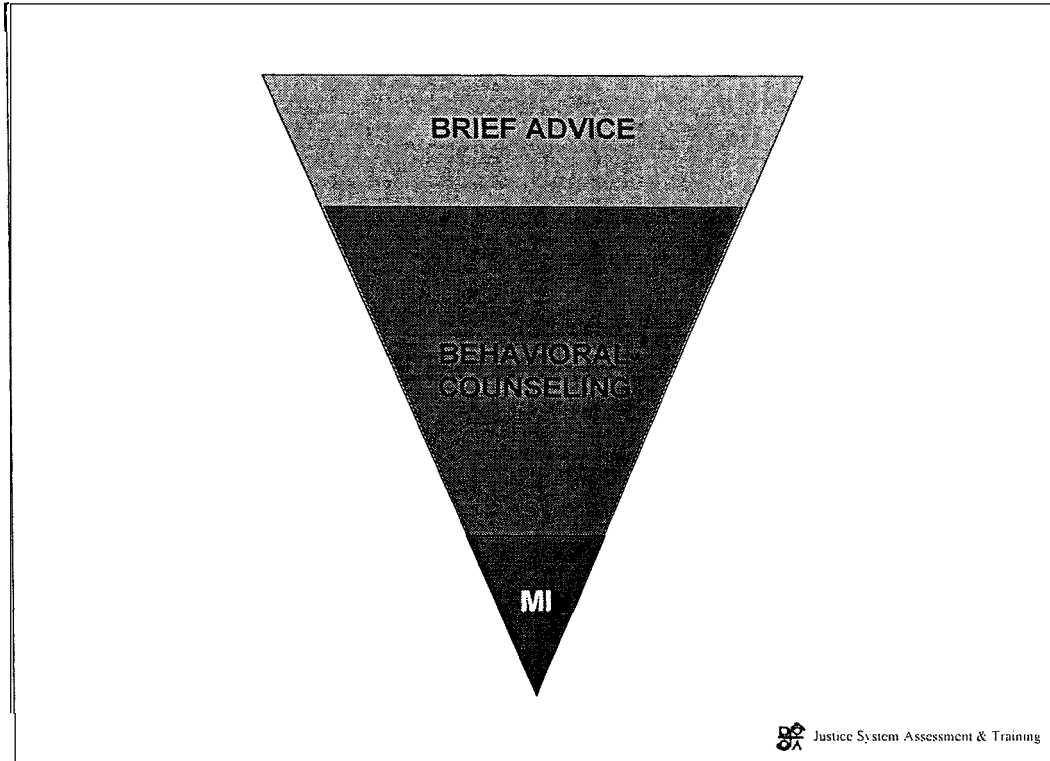 BRIEF ADVICE
BEHAVIORAL
COUNSELING
MI
Justice System Assessment & Training